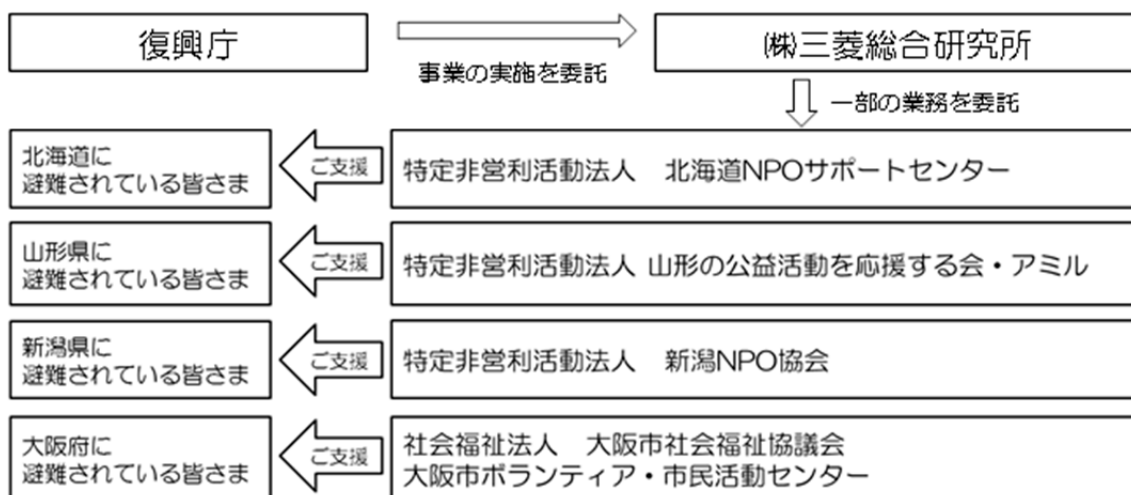 復興庁
㈱三菱総合研究所
事業の実施を委託
一部の業務を委託
北海道に
避難されている皆さま
ご支援
特定非営利活動法人　北海道NPOサポートセンター
山形県に
避難されている皆さま
ご支援
特定非営利活動法人 山形の公益活動を応援する会・アミル
新潟県に
避難されている皆さま
ご支援
特定非営利活動法人　新潟NPO協会
大阪府に
避難されている皆さま
ご支援
社会福祉法人　大阪市社会福祉協議会
大阪市ボランティア・市民活動センター